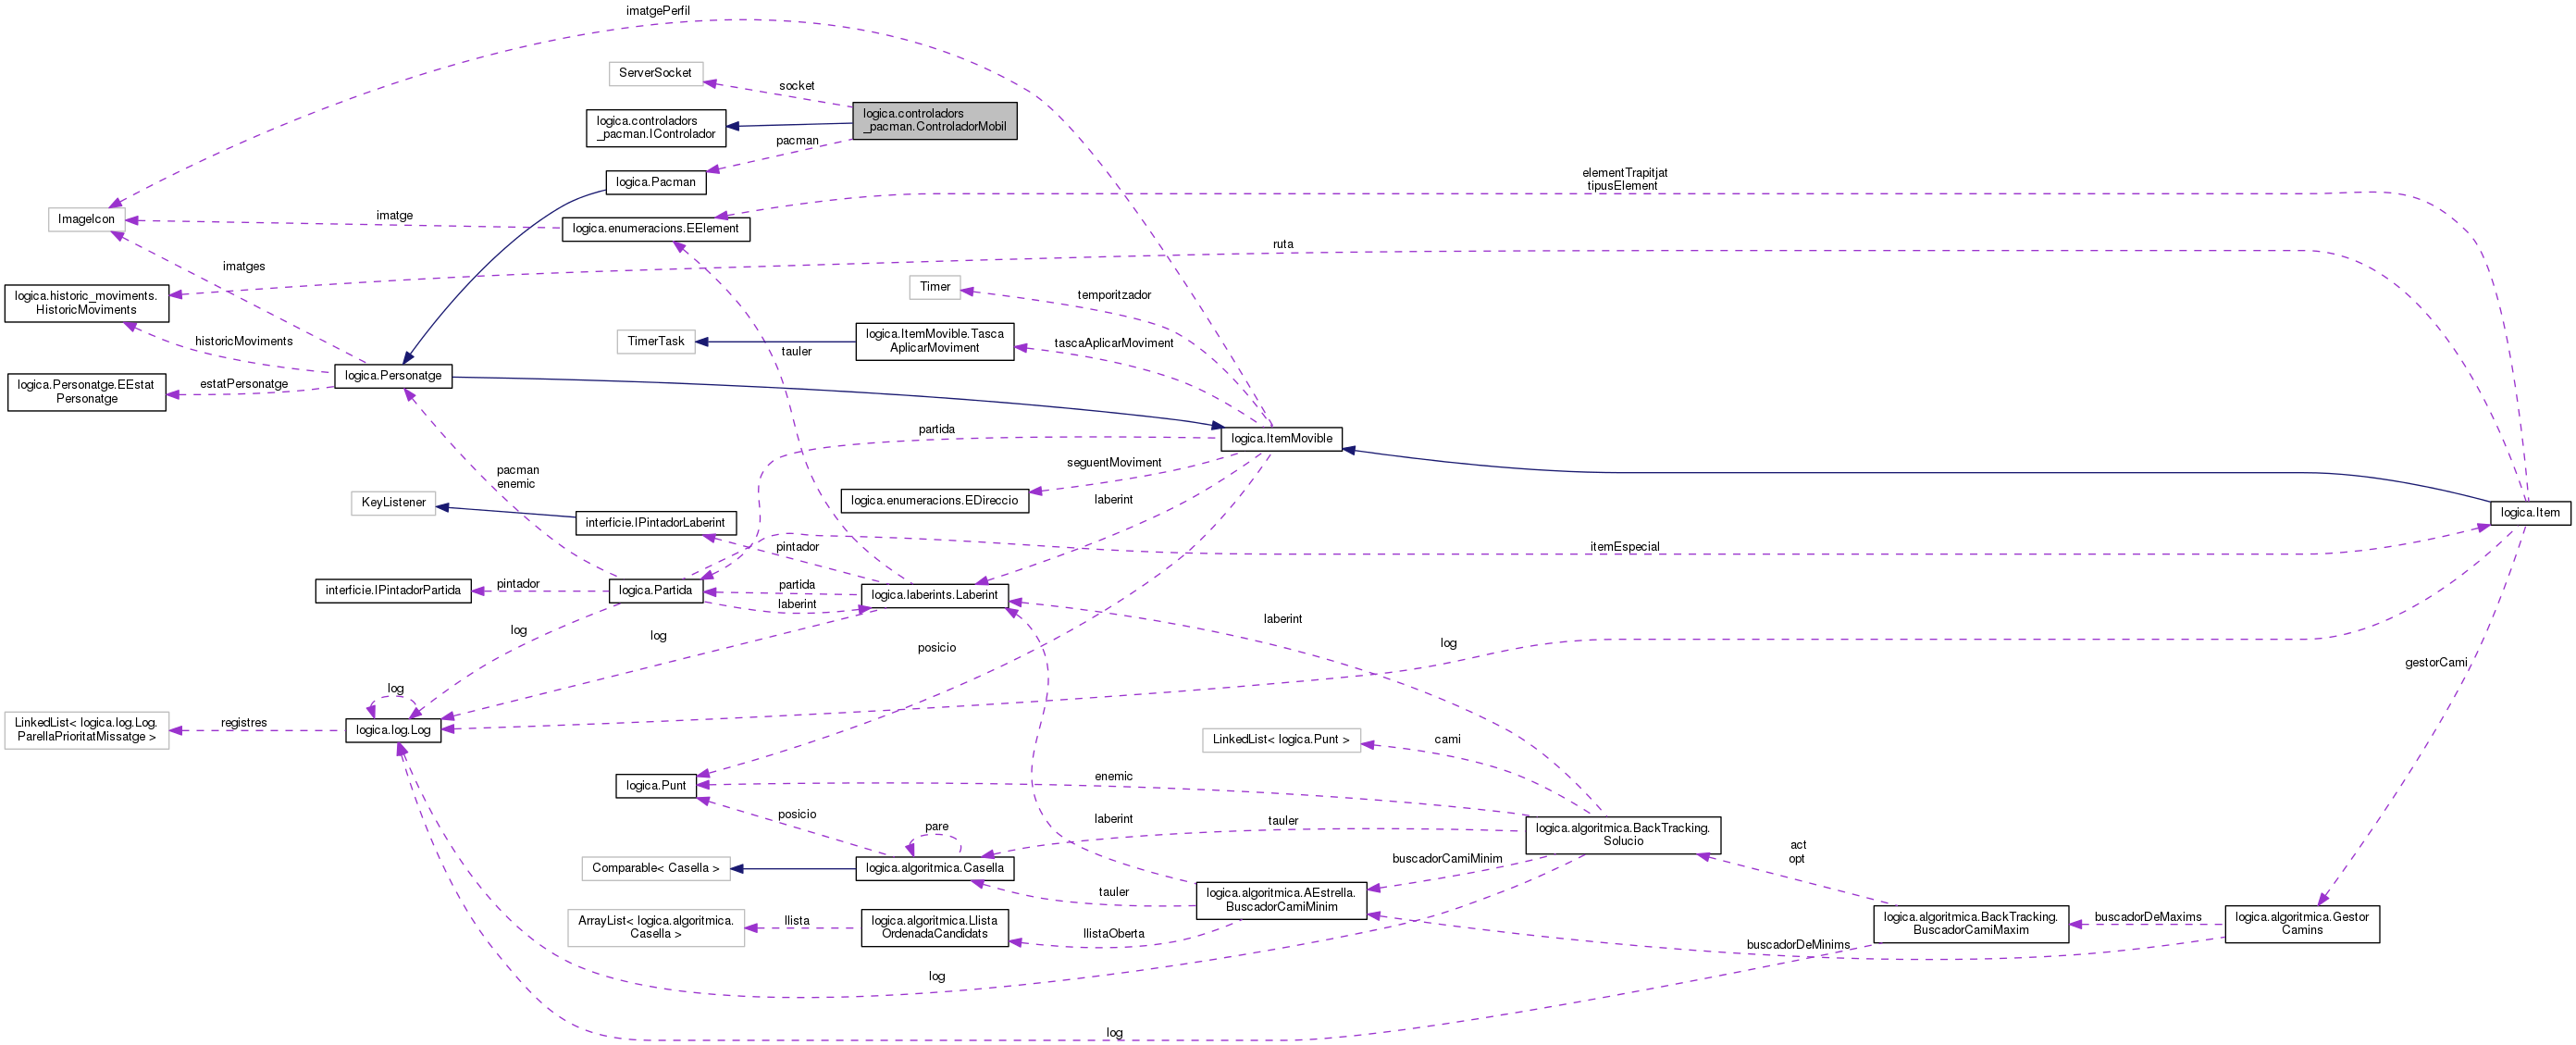 imatgePerfil
ServerSocket
socket
logica.controladors
_pacman.ControladorMobil
logica.controladors
_pacman.IControlador
pacman
logica.Pacman
elementTrapitjat
tipusElement
ImageIcon
imatge
logica.enumeracions.EElement
ruta
imatges
Timer
temporitzador
logica.historic_moviments.
HistoricMoviments
historicMoviments
TimerTask
logica.ItemMovible.Tasca
AplicarMoviment
tascaAplicarMoviment
tauler
logica.Personatge
logica.Personatge.EEstat
Personatge
estatPersonatge
partida
logica.ItemMovible
seguentMoviment
pacman
enemic
KeyListener
logica.enumeracions.EDireccio
laberint
logica.Item
interficie.IPintadorLaberint
pintador
itemEspecial
interficie.IPintadorPartida
pintador
logica.Partida
partida
laberint
logica.laberints.Laberint
laberint
log
log
posicio
log
gestorCami
log
LinkedList< logica.log.Log.
ParellaPrioritatMissatge >
registres
logica.log.Log
LinkedList< logica.Punt >
cami
logica.Punt
enemic
posicio
pare
laberint
tauler
logica.algoritmica.BackTracking.
Solucio
act
opt
Comparable< Casella >
logica.algoritmica.Casella
buscadorCamiMinim
tauler
logica.algoritmica.AEstrella.
BuscadorCamiMinim
ArrayList< logica.algoritmica.
Casella >
llista
logica.algoritmica.Llista
OrdenadaCandidats
llistaOberta
buscadorDeMinims
logica.algoritmica.BackTracking.
BuscadorCamiMaxim
buscadorDeMaxims
logica.algoritmica.Gestor
Camins
log
log